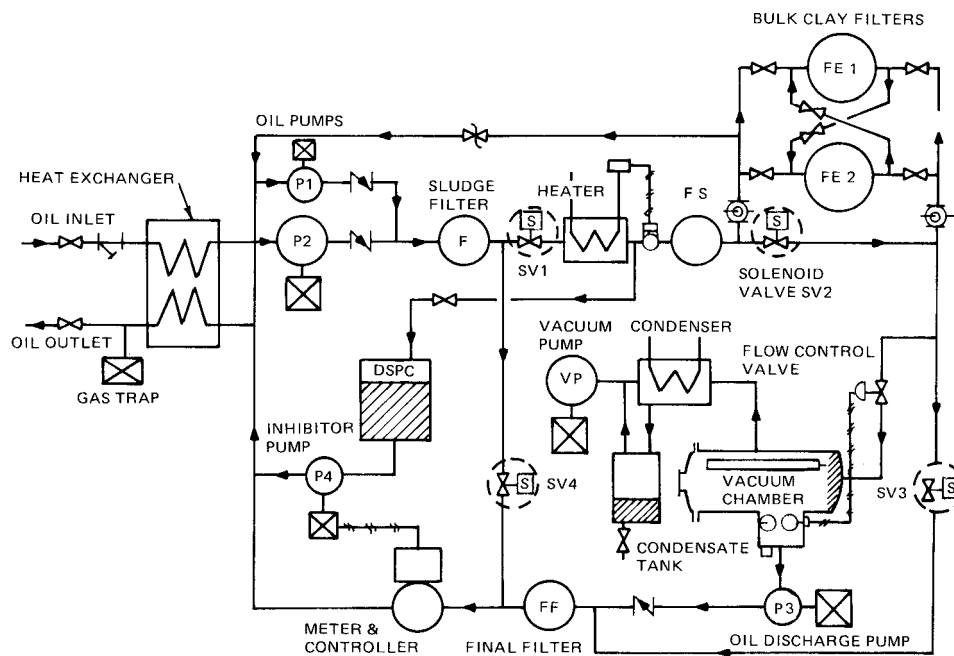 BULK CLAY FILTERS
FE 1
OIL PUMPS
HEAT EXCHANGER
P1
SLUDGE
FILTER
HEATER
FS
FE 2
OIL INLET
S
S
P2
F
SV1
SOLENOID
VALVE SV2
OIL OUTLET
VACUUM
PUMP
CONDENSER
FLOW CONTROL
VALVE
GAS TRAP
DSPC
VP
INHIBITOR
PUMP
P4
S
SV4
VACUUM
CHAMBER
SV3
S
CONDENSATE
TANK
METER &
CONTROLLER
FF
FINAL FILTER
P3
OIL DISCHARGE PUMP